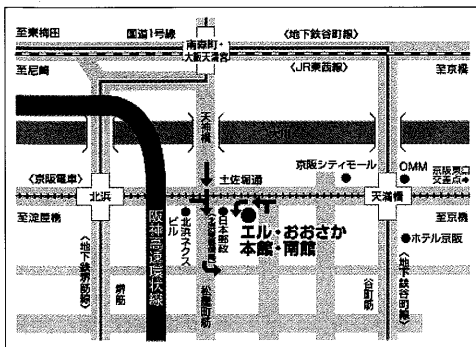 至東梅田
国道1号線
南森町・
大阪天満宮
〈地下鉄谷町線〉
至尼崎
〈JR東西線〉
至京橋
天神橋
大川
京阪シティモール
OMM
京阪東口
交差点
〈京阪電車〉
土佐堀通
北浜
天満橋
至淀屋橋
至京橋
阪神高速環状線
北浜ネクス
ビル
日本郵政
エル・おおさか
本館・南館
ホテル京阪
〈地下鉄堺筋線〉
堺筋
松屋町筋
谷町筋
〈地下鉄谷町線〉